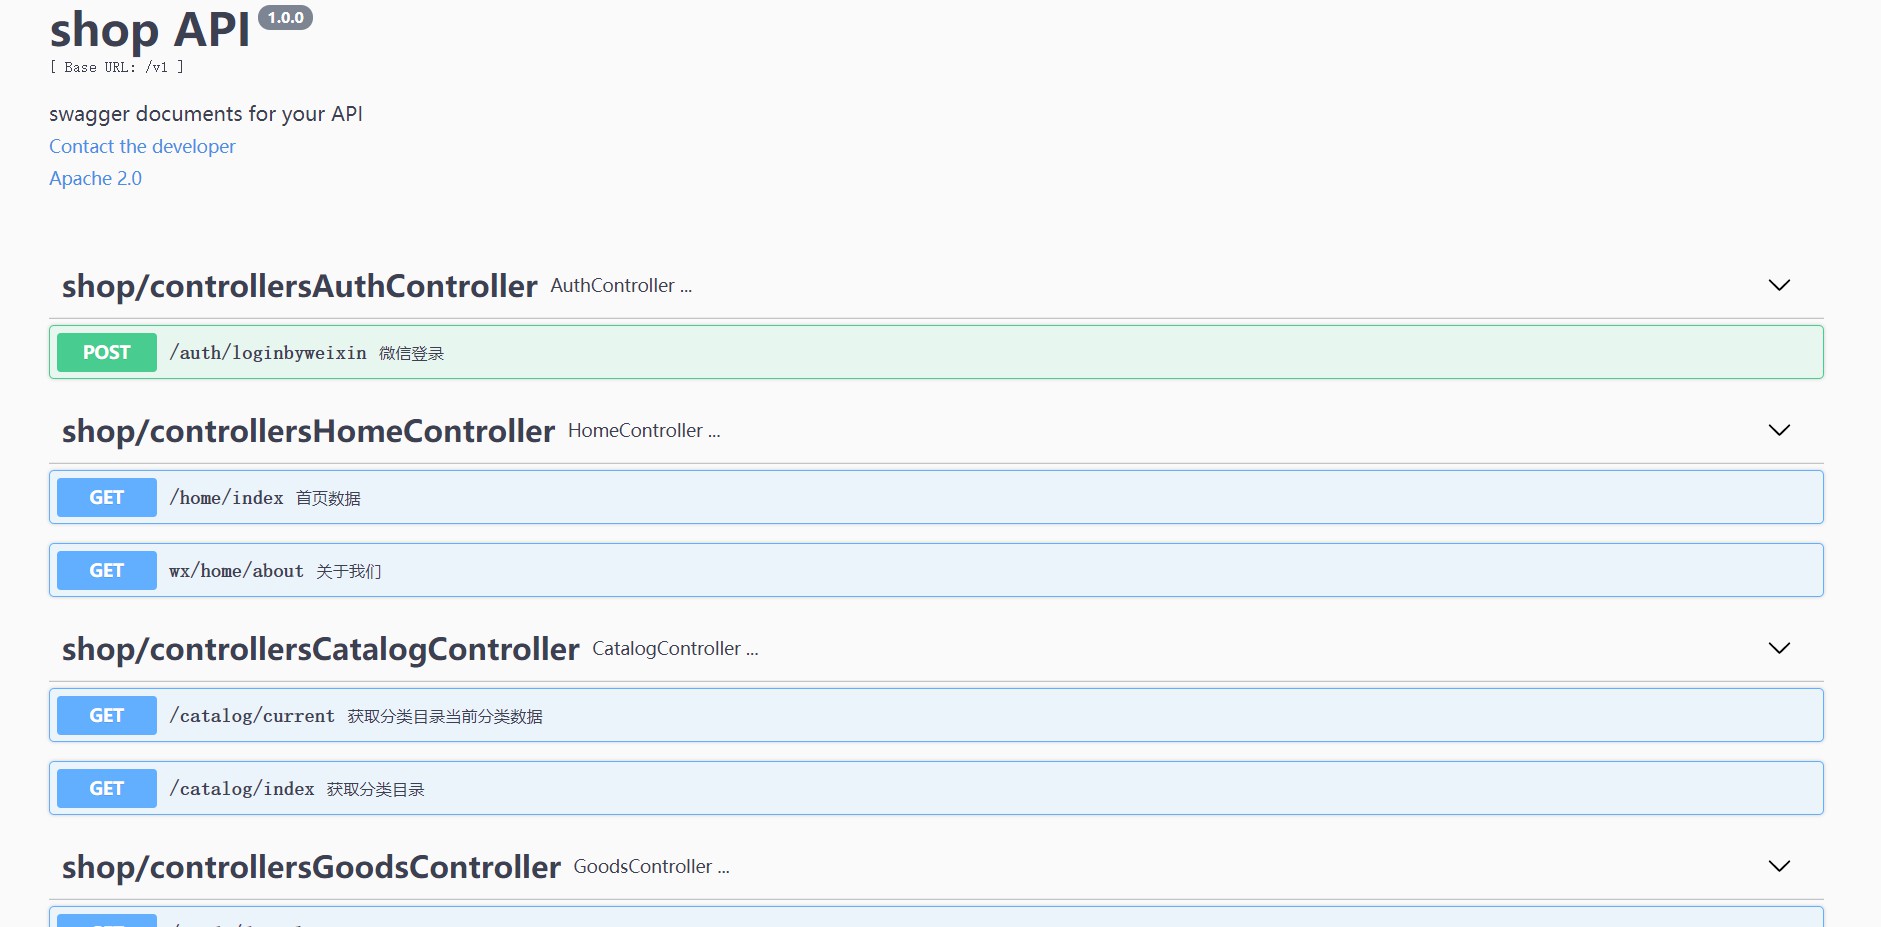 shop API 1.0.0
[ Base URL: /v1 ]
swagger documents for your API
Contact the developer
Apache 2.0
shop/controllersAuthController AuthController ...
POST /auth/loginbyweixin 微信登录
shop/controllersHomeController HomeController ...
GET /home/index 首页数据
GET wx/home/about 关于我们
shop/controllersCatalogController CatalogController ...
GET /catalog/current 获取分类目录当前分类数据
GET /catalog/index 获取分类目录
shop/controllersGoodsController GoodsController ...